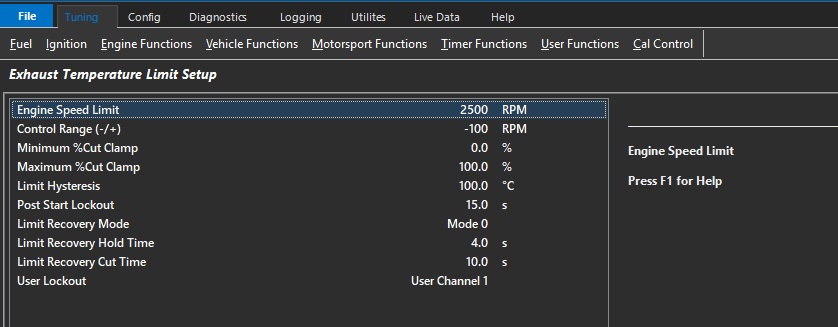 File Tuning Config Diagnostics Logging Utilites Live Data Help
Fuel Ignition Engine Functions Vehicle Functions Motorsport Functions Timer Functions User Functions Cal Control
Exhaust Temperature Limit Setup
Engine Speed Limit 2500 RPM
Control Range (-/+) -100 RPM
Minimum %Cut Clamp 0.0 %
Maximum %Cut Clamp 100.0 %
Limit Hysteresis 100.0 °C
Post Start Lockout 15.0 s
Limit Recovery Mode Mode 0
Limit Recovery Hold Time 4.0 s
Limit Recovery Cut Time 10.0 s
User Lockout User Channel 1
Engine Speed Limit
Press F1 for Help